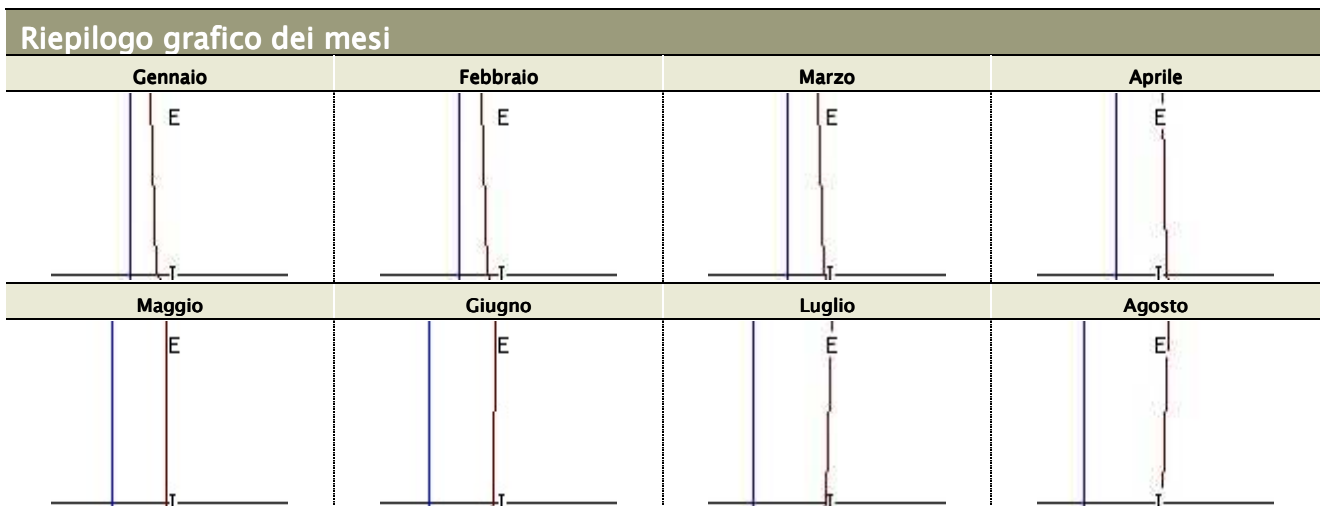 Riepilogo grafico dei mesi
Gennaio Febbraio Marzo Aprile
E E E E
T T T T
Maggio Giugno Luglio Agosto
E E E E
T T T T